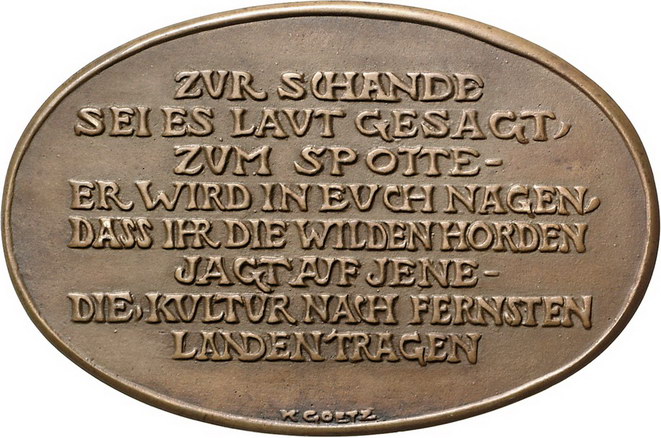 ZUR SCHANDE
SEI ES LAUT GESAGT,
ZUM SPOTTE-
ER WIRD IN EUCH NAGEN,
DASS IHR DIE WILDEN HORDEN
JAGT AUF JENE-
DIE, KULTUR NACH FERNSTEN
LANDEN TRAGEN
K GOETZ